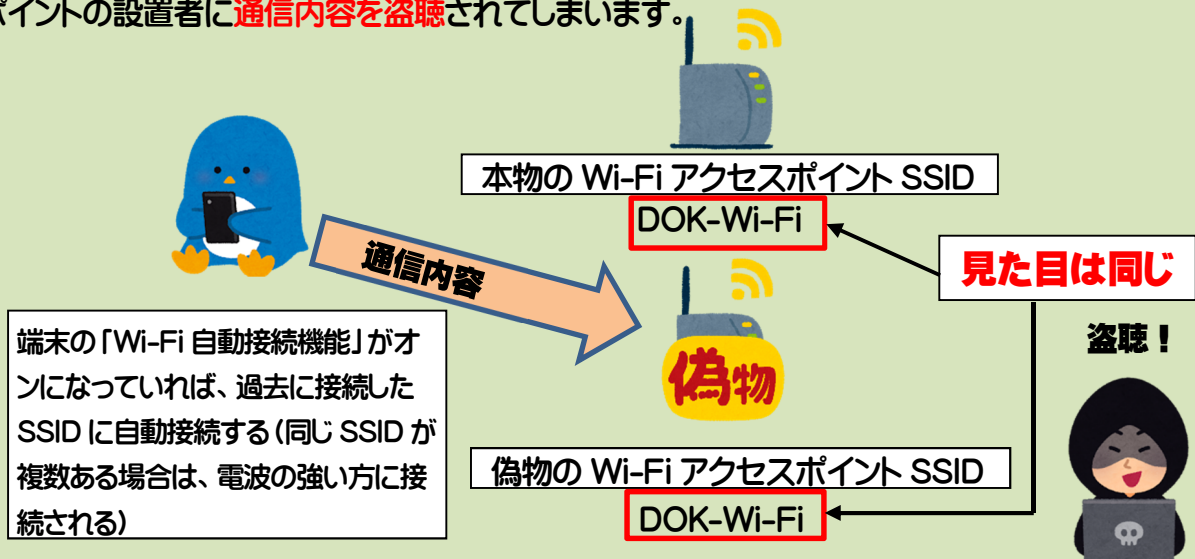 ポイントの設置者に通信内容を盗聴されてしまいます。
本物の Wi-Fi アクセスポイント SSID
DOK-Wi-Fi
見た目は同じ
通信内容
端末の「Wi-Fi 自動接続機能」がオ
ンになっていれば、過去に接続した
SSID に自動接続する(同じ SSID が
複数ある場合は、電波の強い方に接
続される)
偽物
盗聴!
偽物の Wi-Fi アクセスポイント SSID
DOK-Wi-Fi